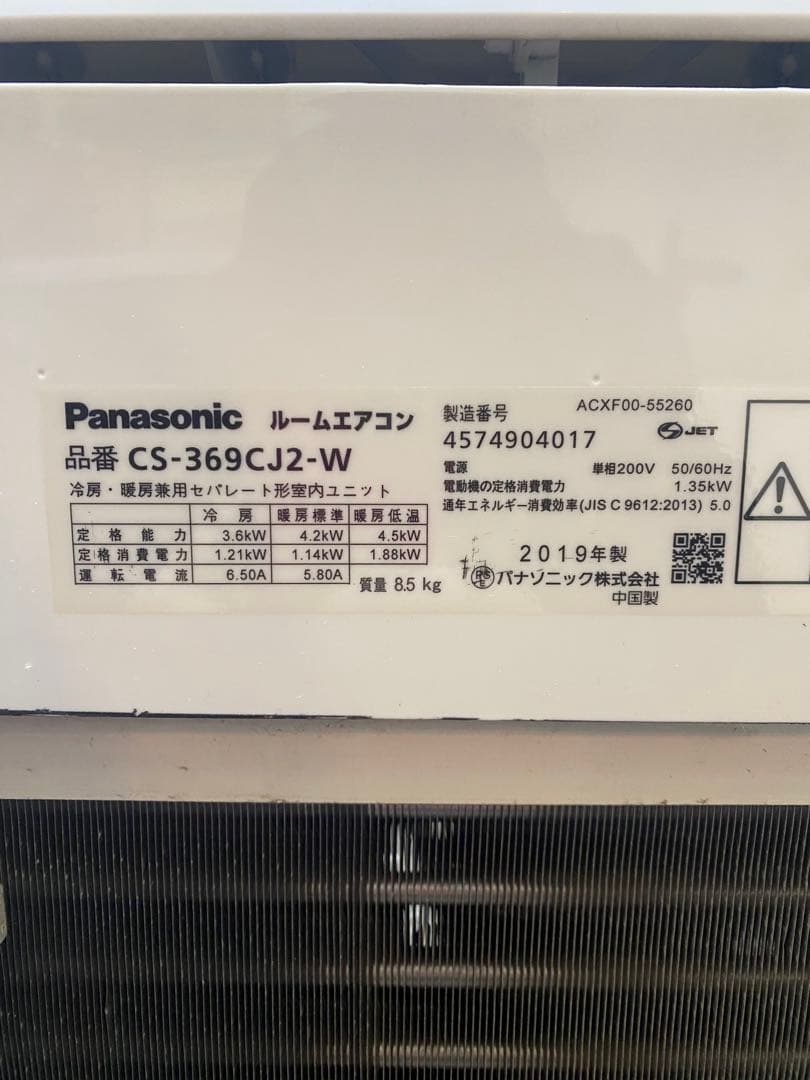 Panasonic ルームエアコン
品番 CS-369CJ2-W
冷房・暖房兼用セパレート形室内ユニット
冷房 暖房標準 暖房低温
定格能力 3.6kW 4.2kW 4.5kW
定格消費電力 1.21kW 1.14kW 1.88kW
運転電流 6.50A 5.80A
質量 8.5 kg
ACXF00-55260
製造番号
4574904017
JET
電源 単相200V 50/60Hz
電動機の定格消費電力 1.35kW
通年エネルギー消費効率(JIS C 9612:2013) 5.0
2019年製
パナソニック株式会社
中国製